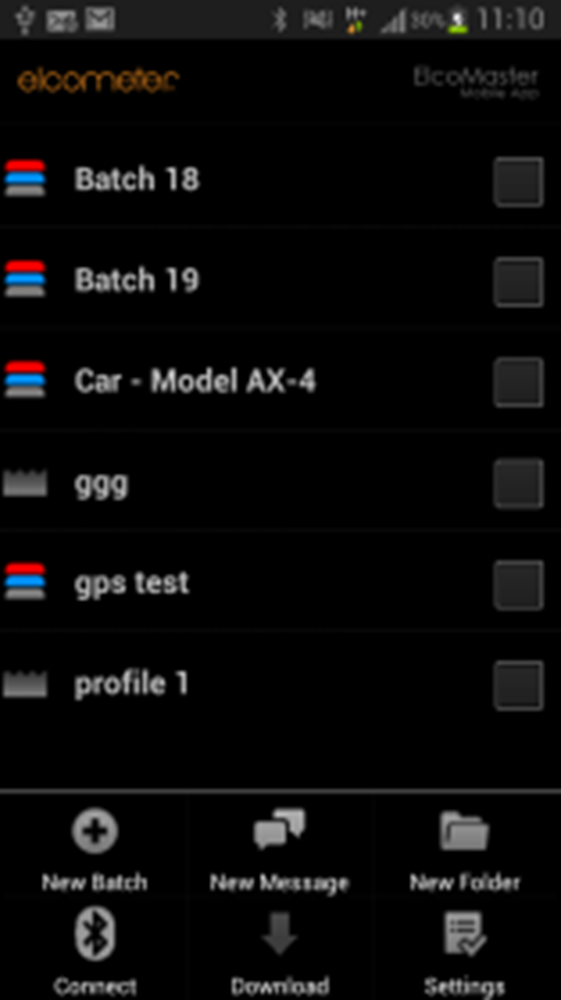 H+ 30% 11:10
elcometer ElcoMaster
Mobile App
Batch 18
Batch 19
Car - Model AX-4
ggg
gps test
profile 1
New Batch New Message New Folder
Connect Download Settings